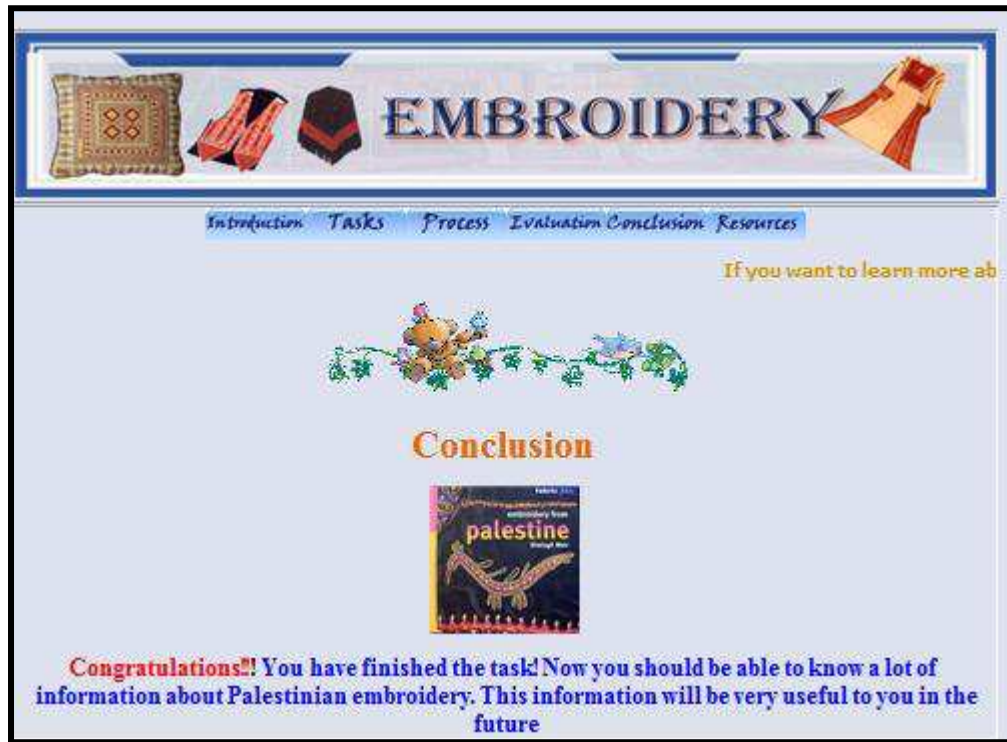 EMBROIDERY
Introduction Tasks Process Evaluation Conclusion Resources
If you want to learn more ab
Conclusion
embroidery from
palestine
Congratulations!!! You have finished the task! Now you should be able to know a lot of
information about Palestinian embroidery. This information will be very useful to you in the
future